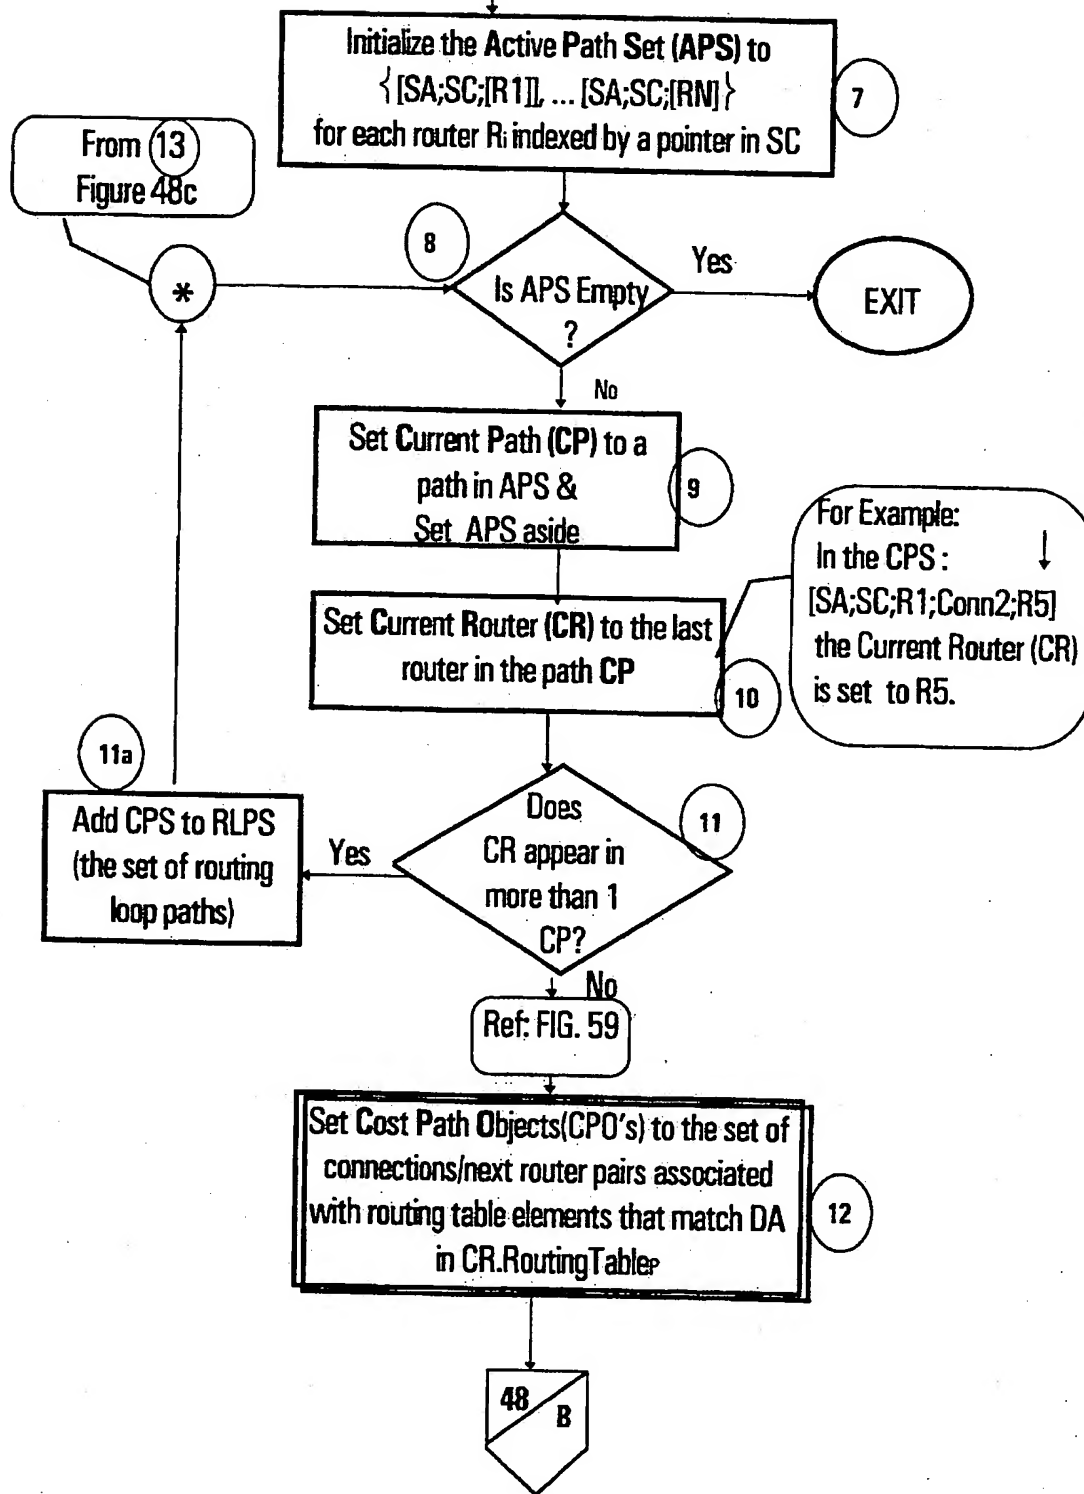 Initialize the Active Path Set (APS) to
{[SA;SC;[R1]], ... [SA;SC;[RN]}
for each router Ri indexed by a pointer in SC
7
From 13
Figure 48c
8
*
Is APS Empty
?
Yes
EXIT
No
Set Current Path (CP) to a
path in APS &
Set APS aside
9
For Example:
In the CPS :
[SA;SC;R1;Conn2;R5]
the Current Router (CR)
is set to R5.
Set Current Router (CR) to the last
router in the path CP
10
11a
Add CPS to RLPS
(the set of routing
loop paths)
Yes
Does
CR appear in
more than 1
CP?
11
No
Ref: FIG. 59
Set Cost Path Objects(CPO's) to the set of
connections/next router pairs associated
with routing table elements that match DA
in CR.RoutingTableP
12
48
B